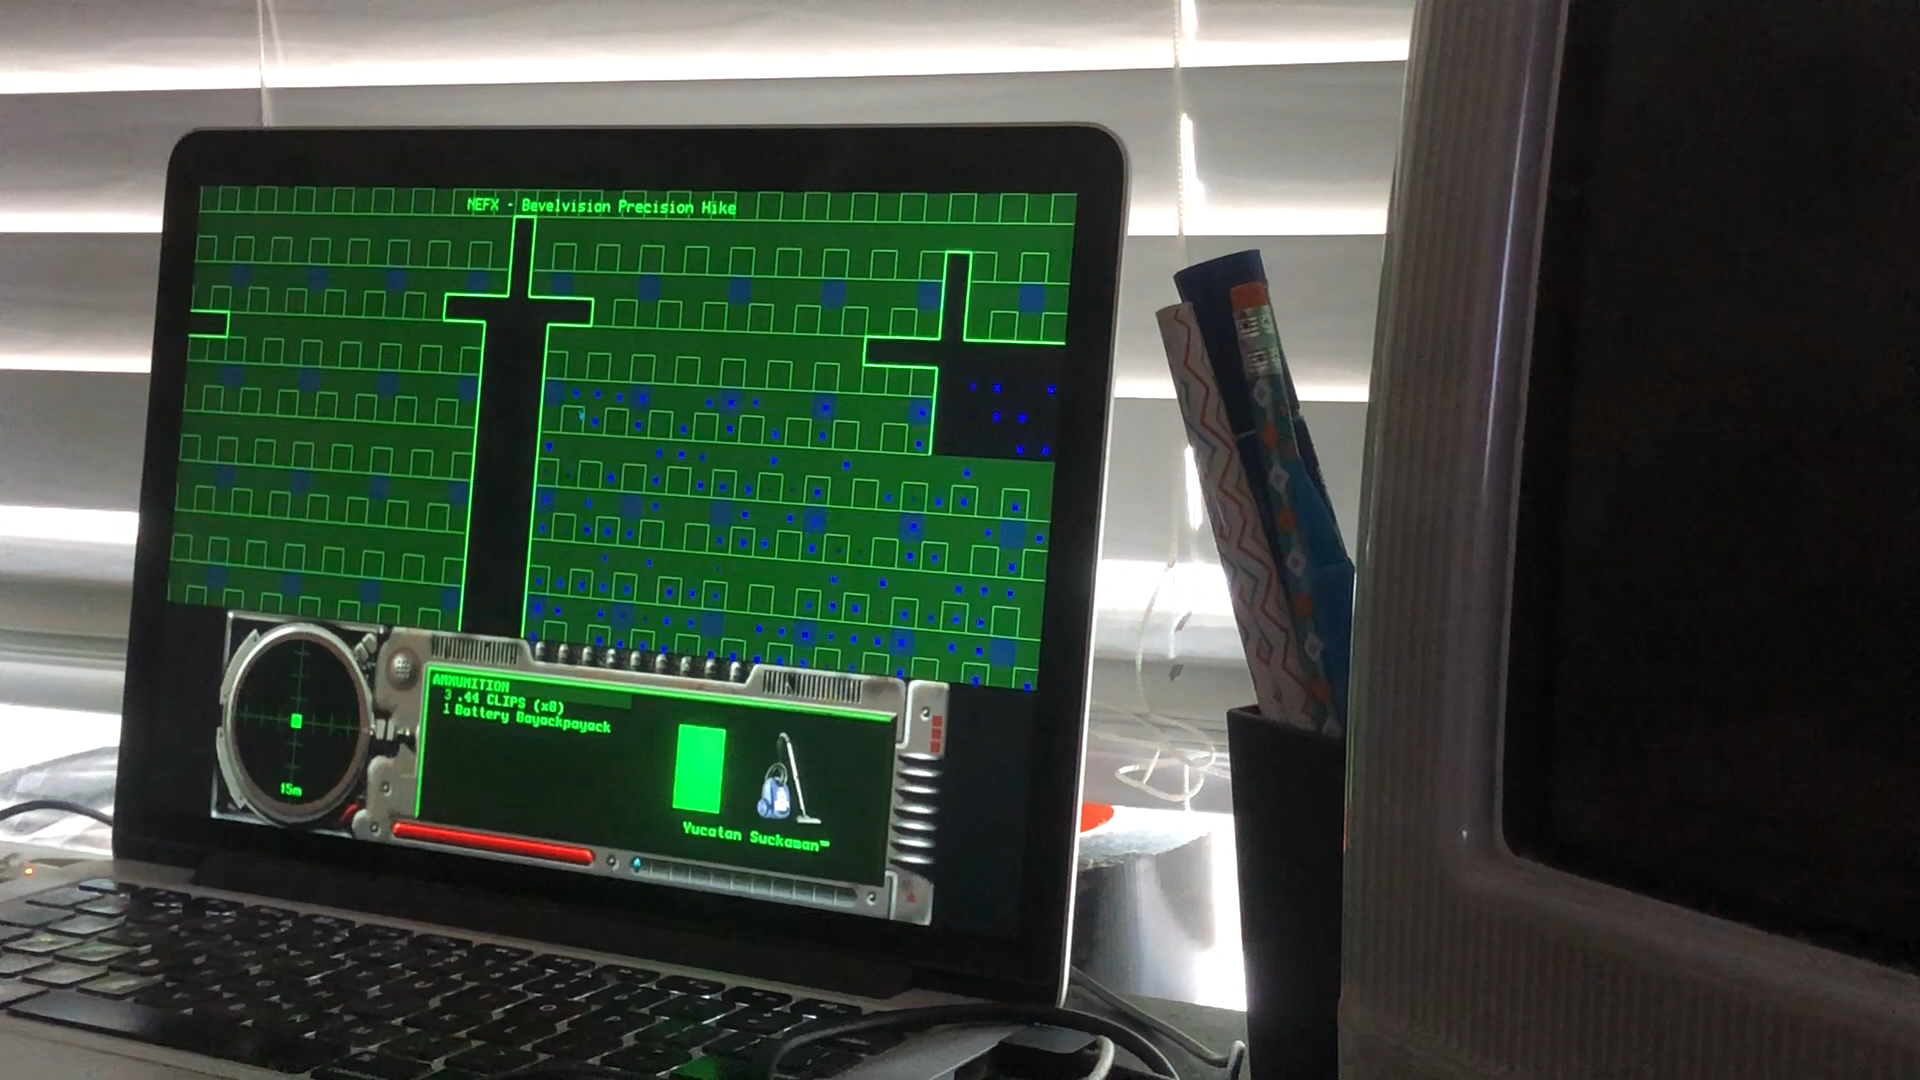 NEFX - Bevelvision Precision Hike
AMMUNITION
3 .44 CLIPS (x8)
1 Battery Bayackpayack
15m
Yucatan Suckaman™